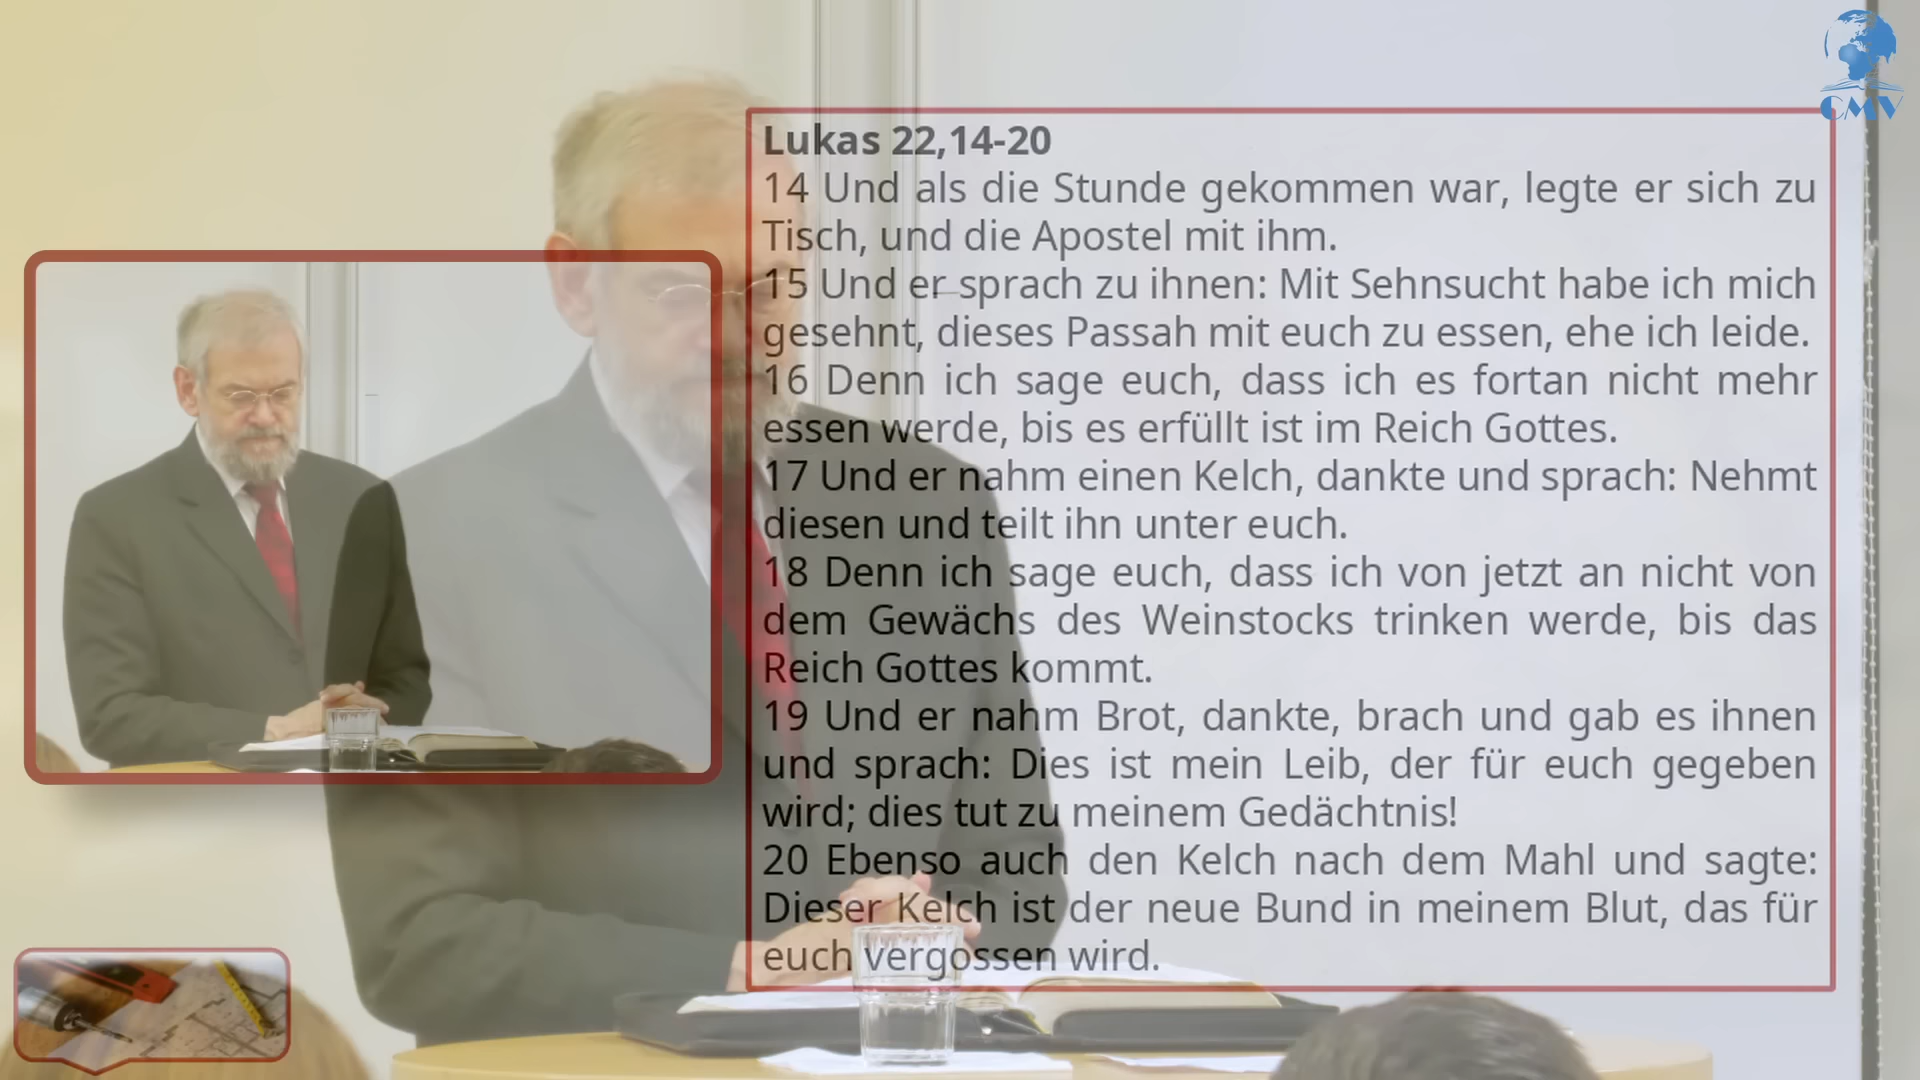 CMV
Lukas 22,14-20
14 Und als die Stunde gekommen war, legte er sich zu
Tisch, und die Apostel mit ihm.
15 Und er sprach zu ihnen: Mit Sehnsucht habe ich mich
gesehnt, dieses Passah mit euch zu essen, ehe ich leide.
16 Denn ich sage euch, dass ich es fortan nicht mehr
essen werde, bis es erfüllt ist im Reich Gottes.
17 Und er nahm einen Kelch, dankte und sprach: Nehmt
diesen und teilt ihn unter euch.
18 Denn ich sage euch, dass ich von jetzt an nicht von
dem Gewächs des Weinstocks trinken werde, bis das
Reich Gottes kommt.
19 Und er nahm Brot, dankte, brach und gab es ihnen
und sprach: Dies ist mein Leib, der für euch gegeben
wird; dies tut zu meinem Gedächtnis!
20 Ebenso auch den Kelch nach dem Mahl und sagte:
Dieser Kelch ist der neue Bund in meinem Blut, das für
euch vergossen wird.